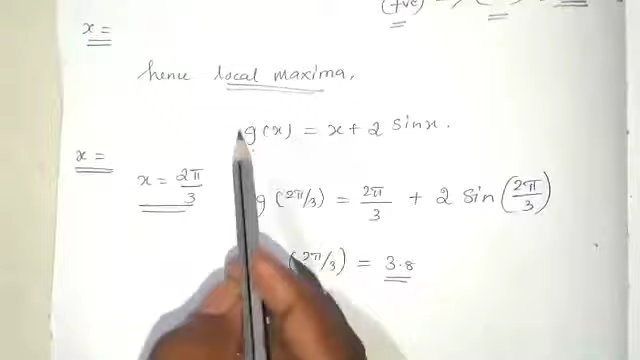 (+ve)
x =
hence local maxima.
g(x) = x + 2 sinx.
x =
x = 2π/3 g(2π/3) = 2π/3 + 2 sin(2π/3)
(2π/3) = 3.8